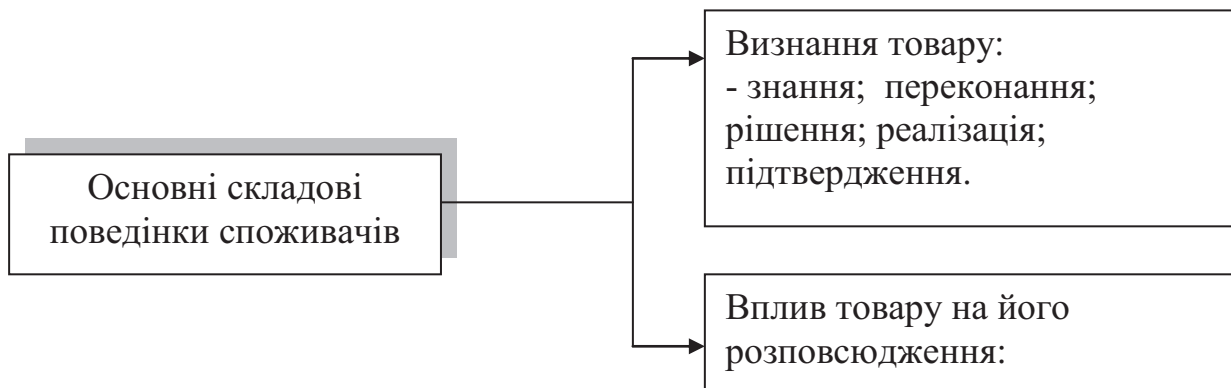 Основні складові
поведінки споживачів
Визнання товару:
- знання;  переконання;
рішення; реалізація;
підтвердження.
Вплив товару на його
розповсюдження: